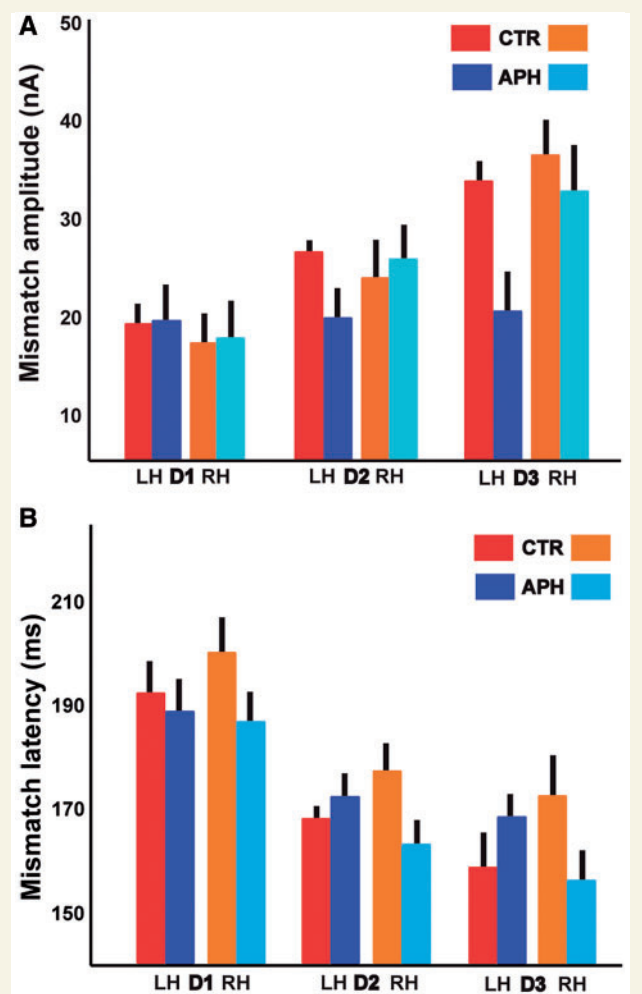 A
Mismatch amplitude (nA)
50
40
30
20
10
CTR
APH
LH D1 RH
LH D2 RH
LH D3 RH
B
Mismatch latency (ms)
210
190
170
150
CTR
APH
LH D1 RH
LH D2 RH
LH D3 RH